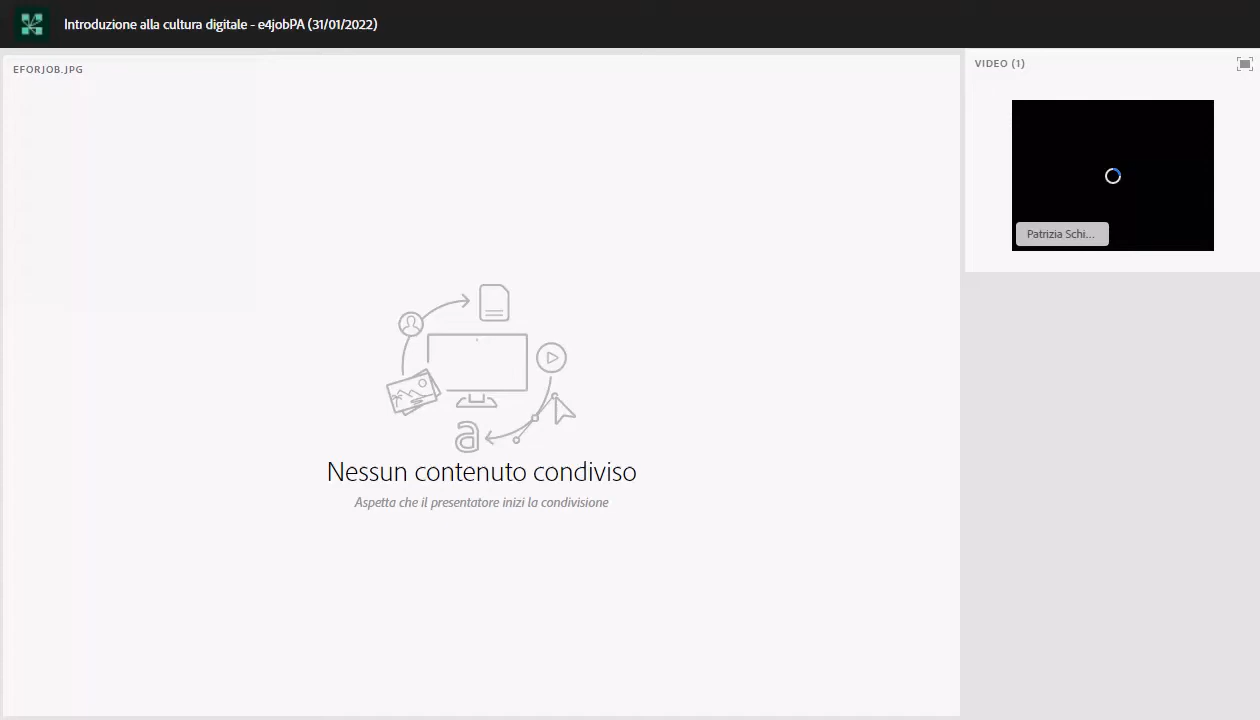 Introduzione alla cultura digitale - e4jobPA (31/01/2022)
EFORJOB.JPG
VIDEO (1)
Patrizia Schi...
a
Nessun contenuto condiviso
Aspetta che il presentatore inizi la condivisione